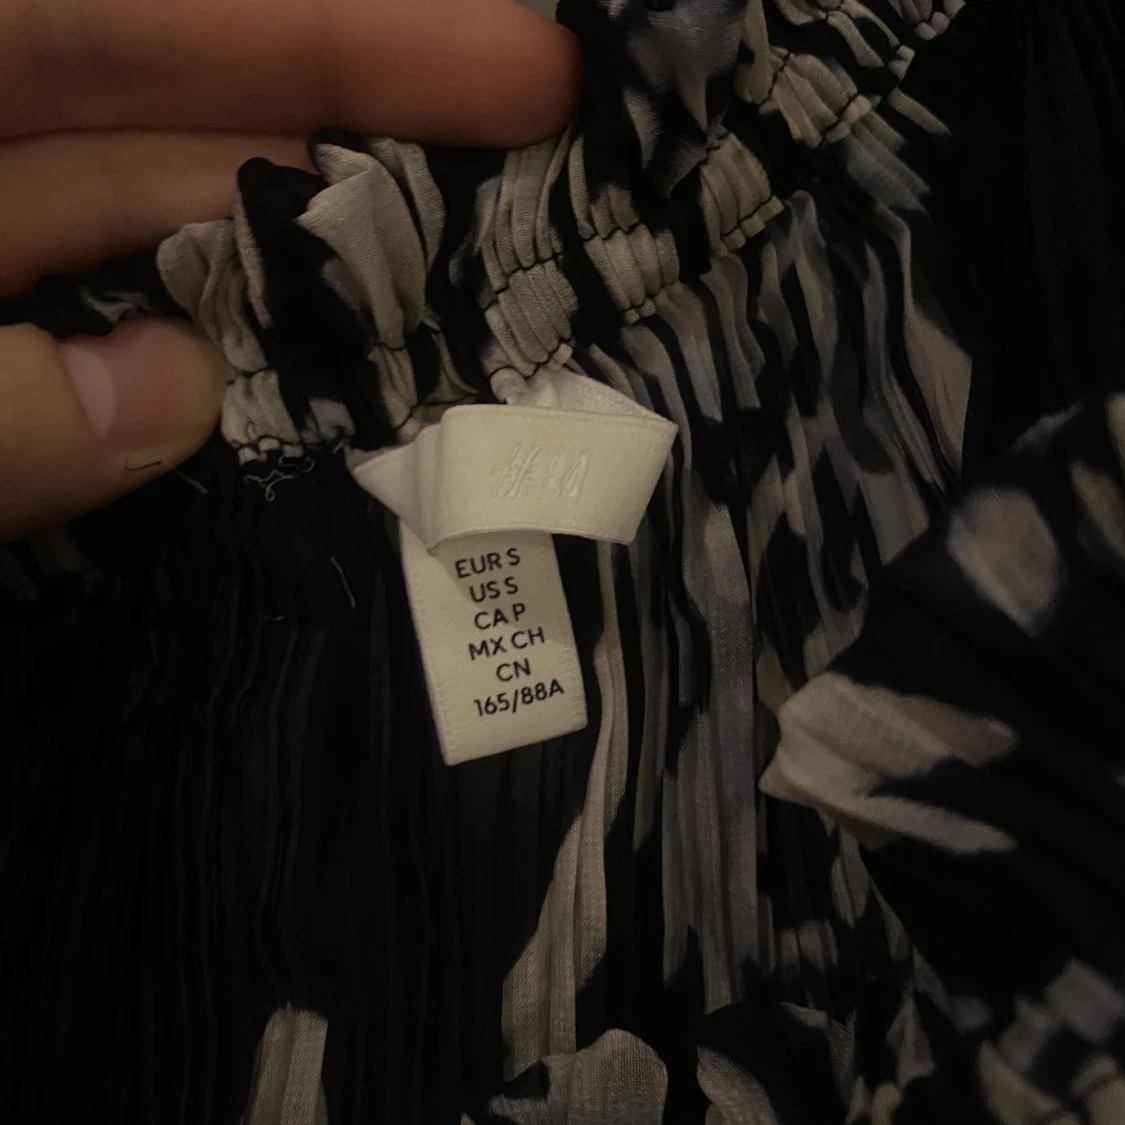 H&M
EUR S
US S
CA P
MX CH
CN
165/88A